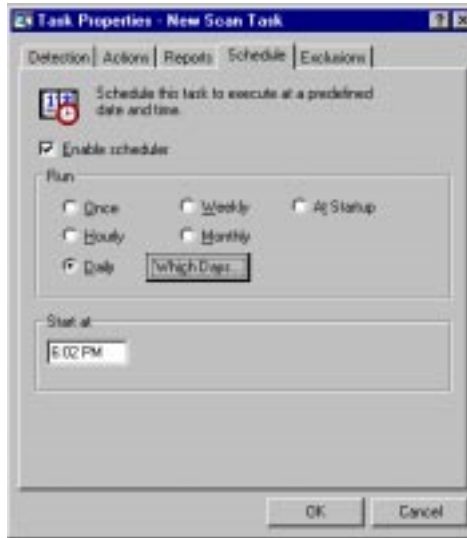 Task Properties - New Scan Task
Detection Actions Reports Schedule Exclusions
Schedule this task to execute at a predefined
date and time.
Enable scheduler
Run
Once Weekly At Startup
Hourly Monthly
Daily Which Days...
Start at
6:02 PM
OK Cancel